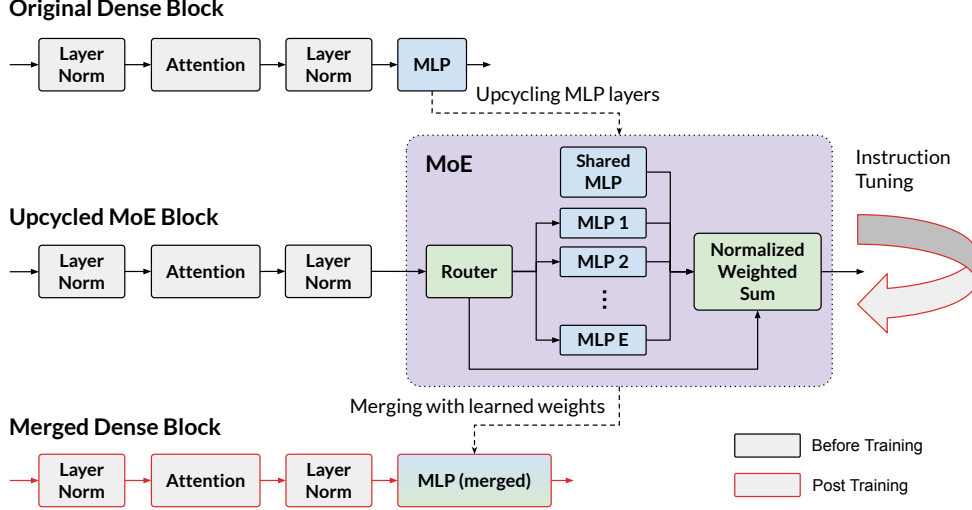 Original Dense Block
Layer
Norm
Attention
Layer
Norm
MLP
Upcycling MLP layers
MoE
Shared
MLP
Instruction
Tuning
Upcycled MoE Block
MLP 1
Layer
Norm
Attention
Layer
Norm
Router
MLP 2
Normalized
Weighted
Sum
MLP E
Merging with learned weights
Merged Dense Block
Before Training
Layer
Norm
Attention
Layer
Norm
MLP (merged)
Post Training